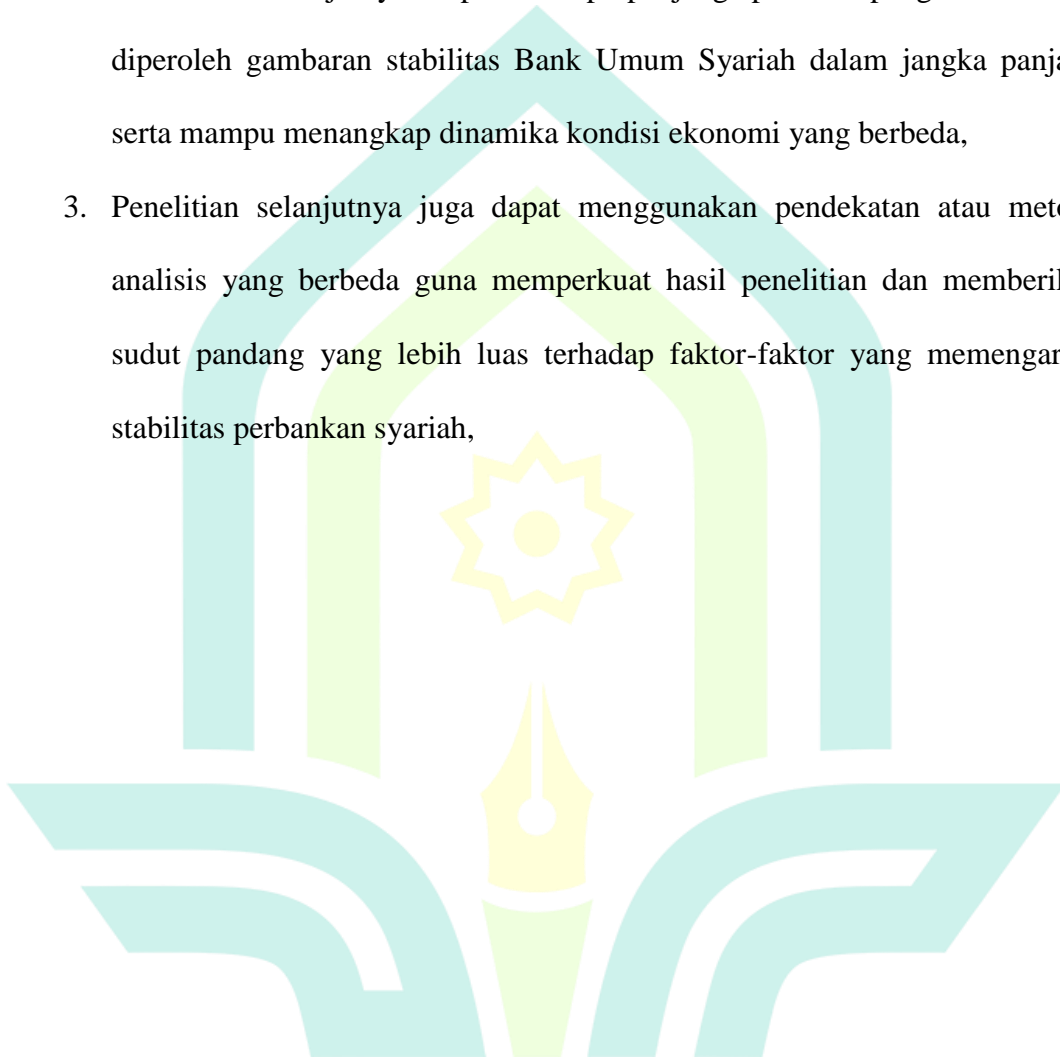 diperoleh gambaran stabilitas Bank Umum Syariah dalam jangka
serta mampu menangkap dinamika kondisi ekonomi yang berbeda,
3. Penelitian selanjutnya juga dapat menggunakan pendekatan atau
analisis yang berbeda guna memperkuat hasil penelitian dan
sudut pandang yang lebih luas terhadap faktor-faktor yang
stabilitas perbankan syariah,